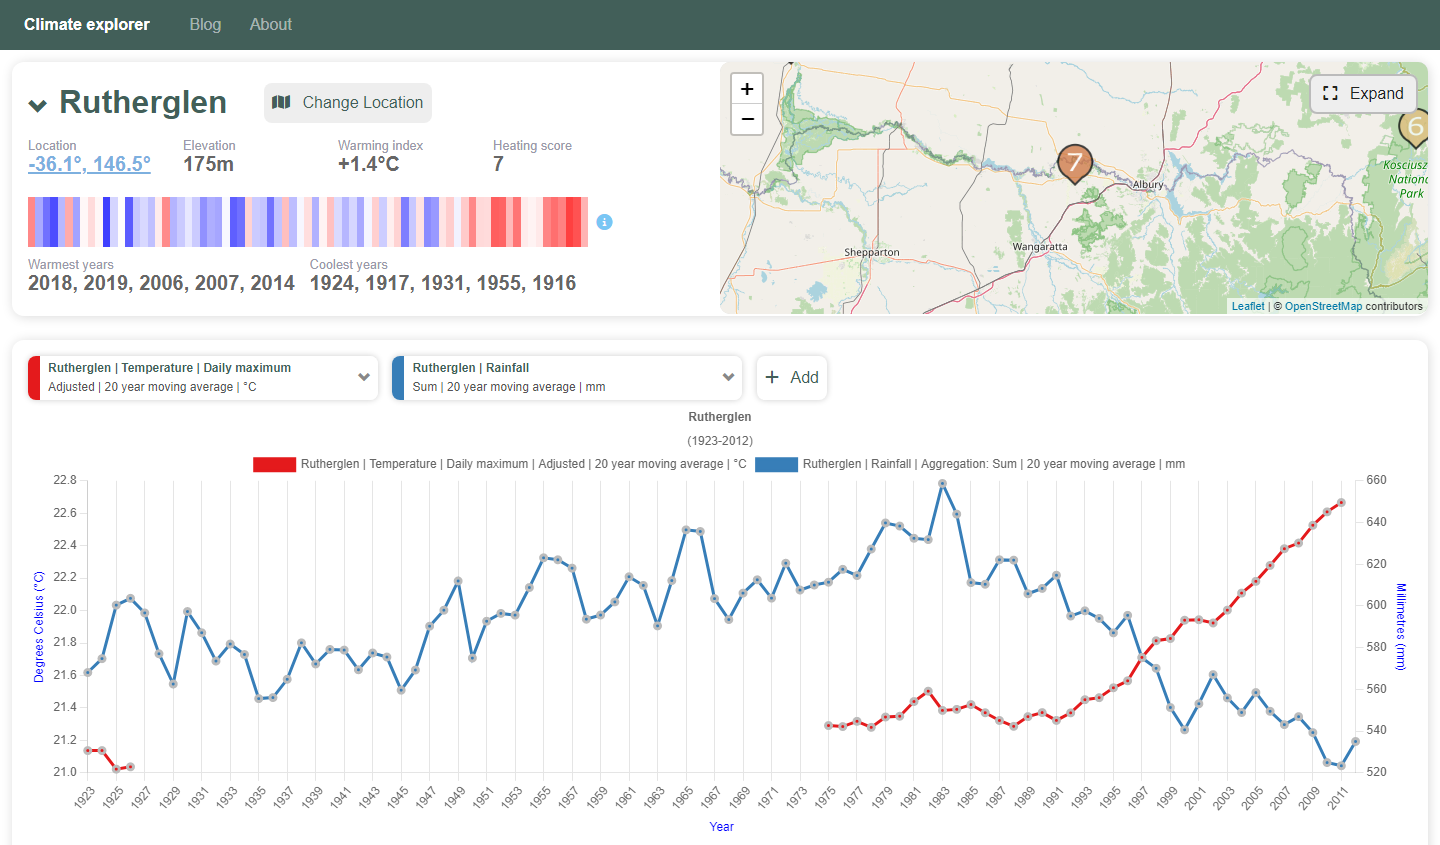 Climate explorer Blog About
Rutherglen Change Location
Location Elevation Warming index Heating score
-36.1°, 146.5° 175m +1.4°C 7
Warmest years Coolest years
2018, 2019, 2006, 2007, 2014 1924, 1917, 1931, 1955, 1916
+
−
Expand
6
Kosciusz
Nation
Park
7
Albury
Wangaratta
Shepparton
Leaflet | © OpenStreetMap contributors
Rutherglen | Temperature | Daily maximum
Adjusted | 20 year moving average | °C
Rutherglen | Rainfall
Sum | 20 year moving average | mm
+ Add
Rutherglen
(1923-2012)
Rutherglen | Temperature | Daily maximum | Adjusted | 20 year moving average | °C
Rutherglen | Rainfall | Aggregation: Sum | 20 year moving average | mm
Degrees Celsius (°C)
22.8
22.6
22.4
22.2
22.0
21.8
21.6
21.4
21.2
21.0
660
640
620
600
580
560
540
520
Millimetres (mm)
1923 1925 1927 1929 1931 1933 1935 1937 1939 1941 1943 1945 1947 1949 1951 1953 1955 1957 1959 1961 1963 1965 1967 1969 1971 1973 1975 1977 1979 1981 1983 1985 1987 1989 1991 1993 1995 1997 1999 2001 2003 2005 2007 2009 2011
Year